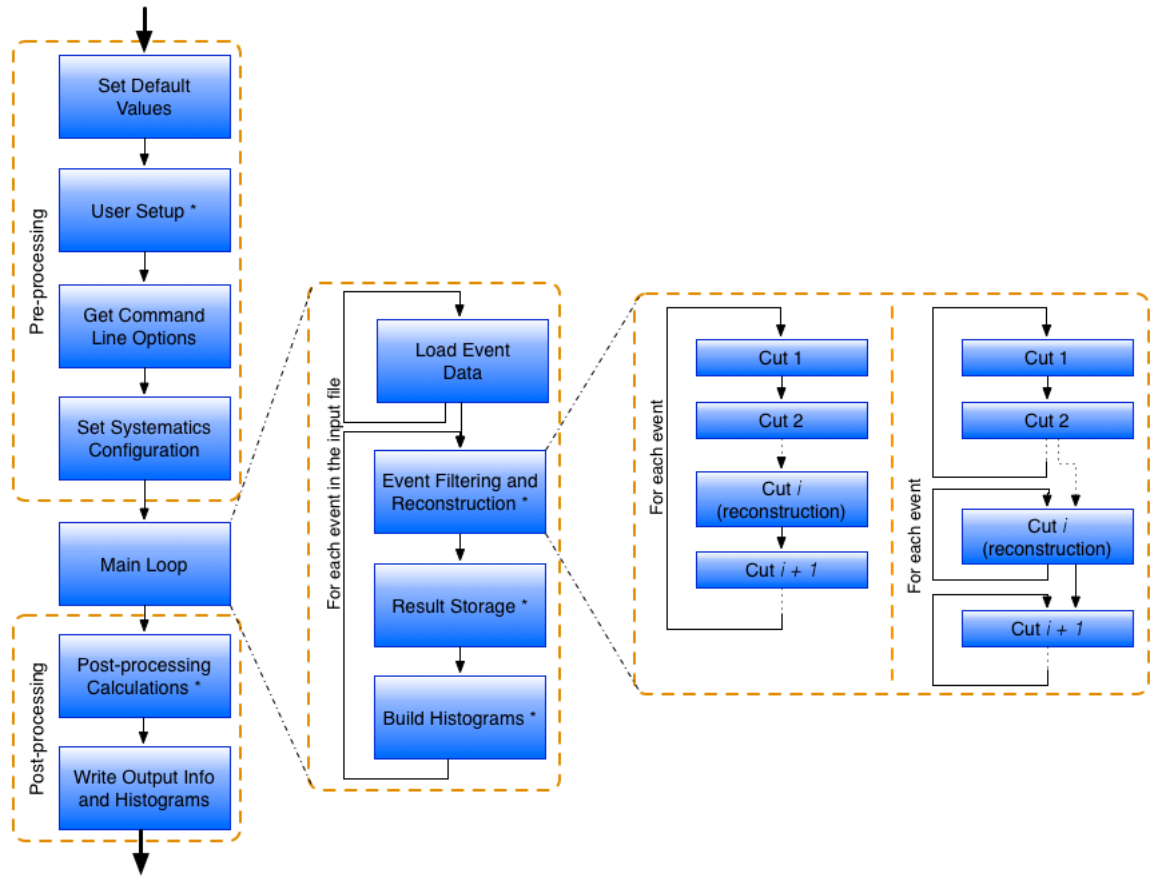 Pre-processing
Set Default
Values
User Setup *
Get Command
Line Options
Set Systematics
Configuration
Main Loop
Post-processing
Post-processing
Calculations *
Write Output Info
and Histograms
For each event in the input file
Load Event
Data
Event Filtering and
Reconstruction *
Result Storage *
Build Histograms *
For each event
Cut 1
Cut 2
Cut i
(reconstruction)
Cut i + 1
Cut 1
Cut 2
For each event
Cut i
(reconstruction)
Cut i + 1